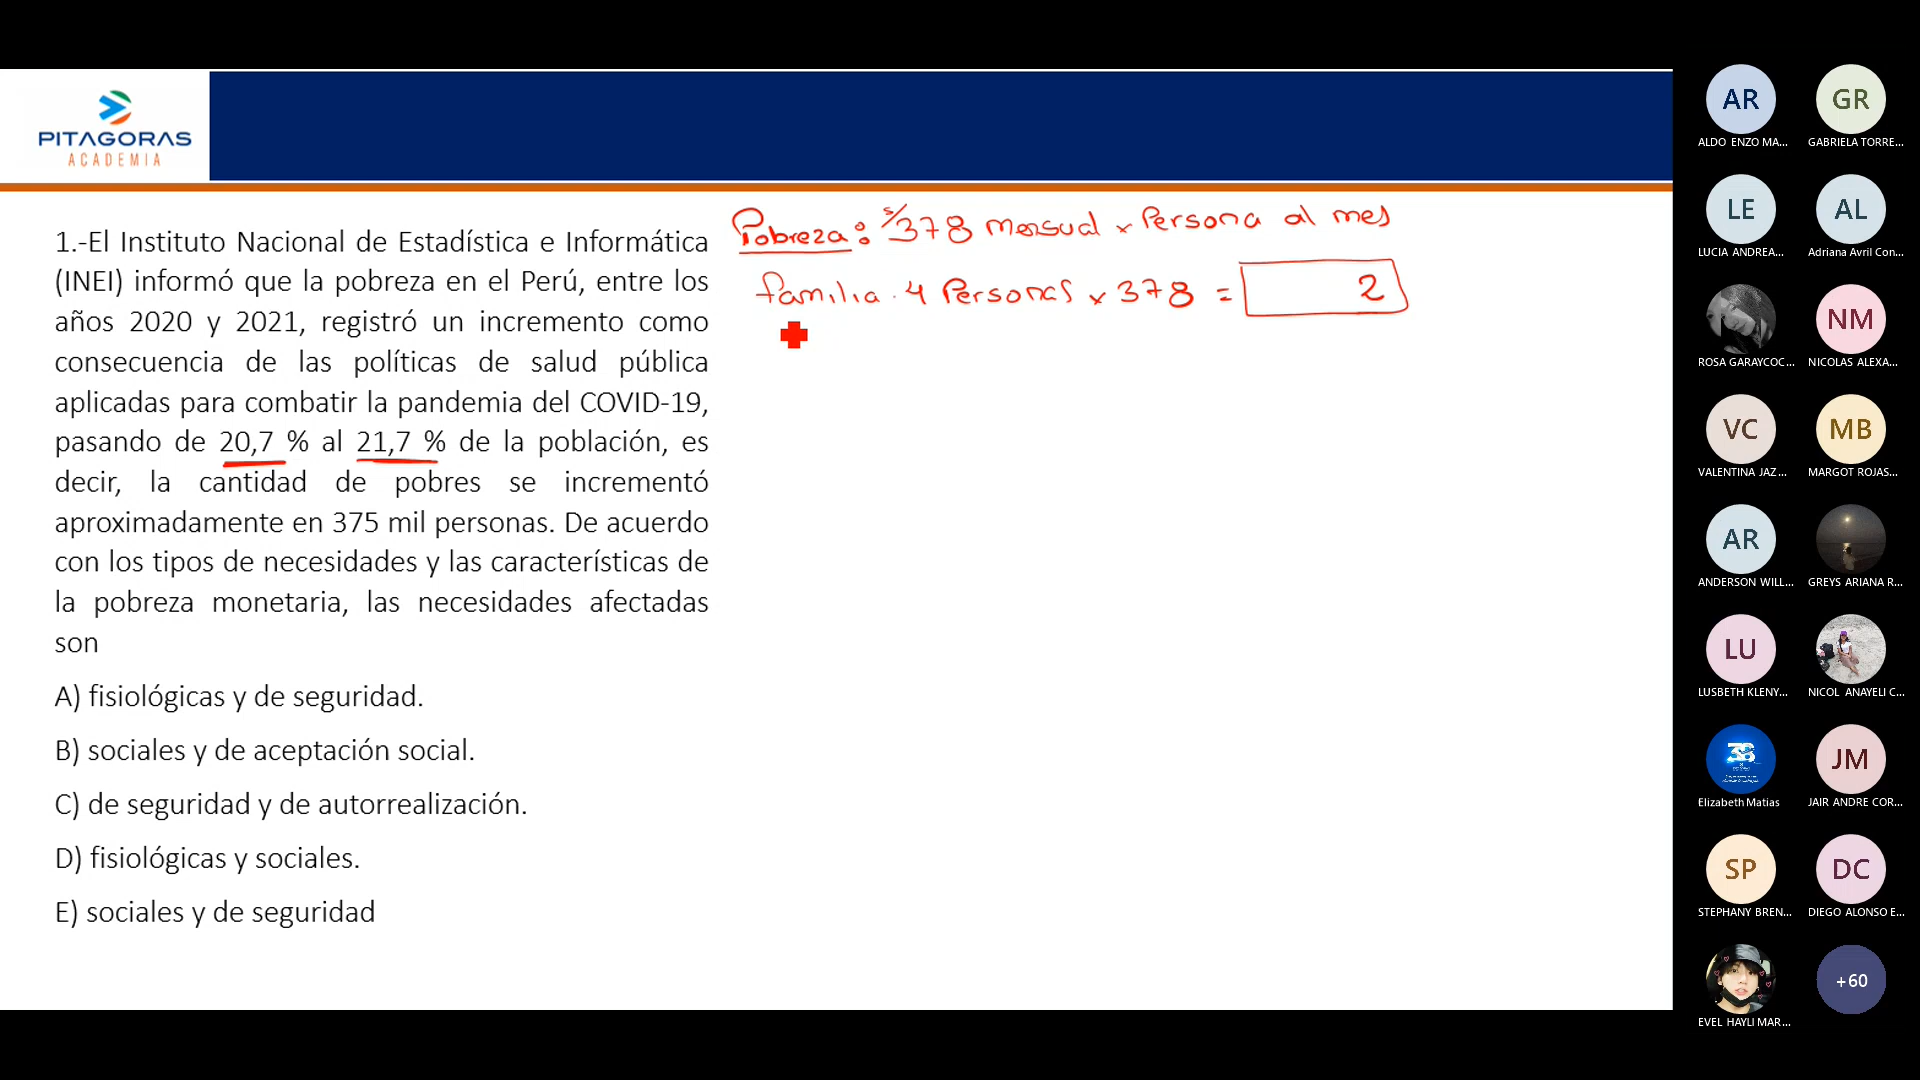 PITAGORAS
ACADEMIA
1.-El Instituto Nacional de Estadística e Informática
(INEI) informó que la pobreza en el Perú, entre los
años 2020 y 2021, registró un incremento como
consecuencia de las políticas de salud pública
aplicadas para combatir la pandemia del COVID-19,
pasando de 20,7 % al 21,7 % de la población, es
decir, la cantidad de pobres se incrementó
aproximadamente en 375 mil personas. De acuerdo
con los tipos de necesidades y las características de
la pobreza monetaria, las necesidades afectadas
son
A) fisiológicas y de seguridad.
B) sociales y de aceptación social.
C) de seguridad y de autorrealización.
D) fisiológicas y sociales.
E) sociales y de seguridad
Pobreza: s/378 mensual x Persona al mes
familia . 4 Personas x 378 = 2
AR GR
ALDO ENZO MA... GABRIELA TORRE...
LE AL
LUCIA ANDREA... Adriana Avril Con...
NM
ROSA GARAYCOC... NICOLAS ALEXA...
VC MB
VALENTINA JAZ... MARGOT ROJAS...
AR
ANDERSON WILL... GREYS ARIANA R...
LU
LUSBETH KLENY... NICOL ANAYELI C...
38 JM
Elizabeth Matias JAIR ANDRE COR...
SP DC
STEPHANY BREN... DIEGO ALONSO E...
+60
EVEL HAYLI MAR...